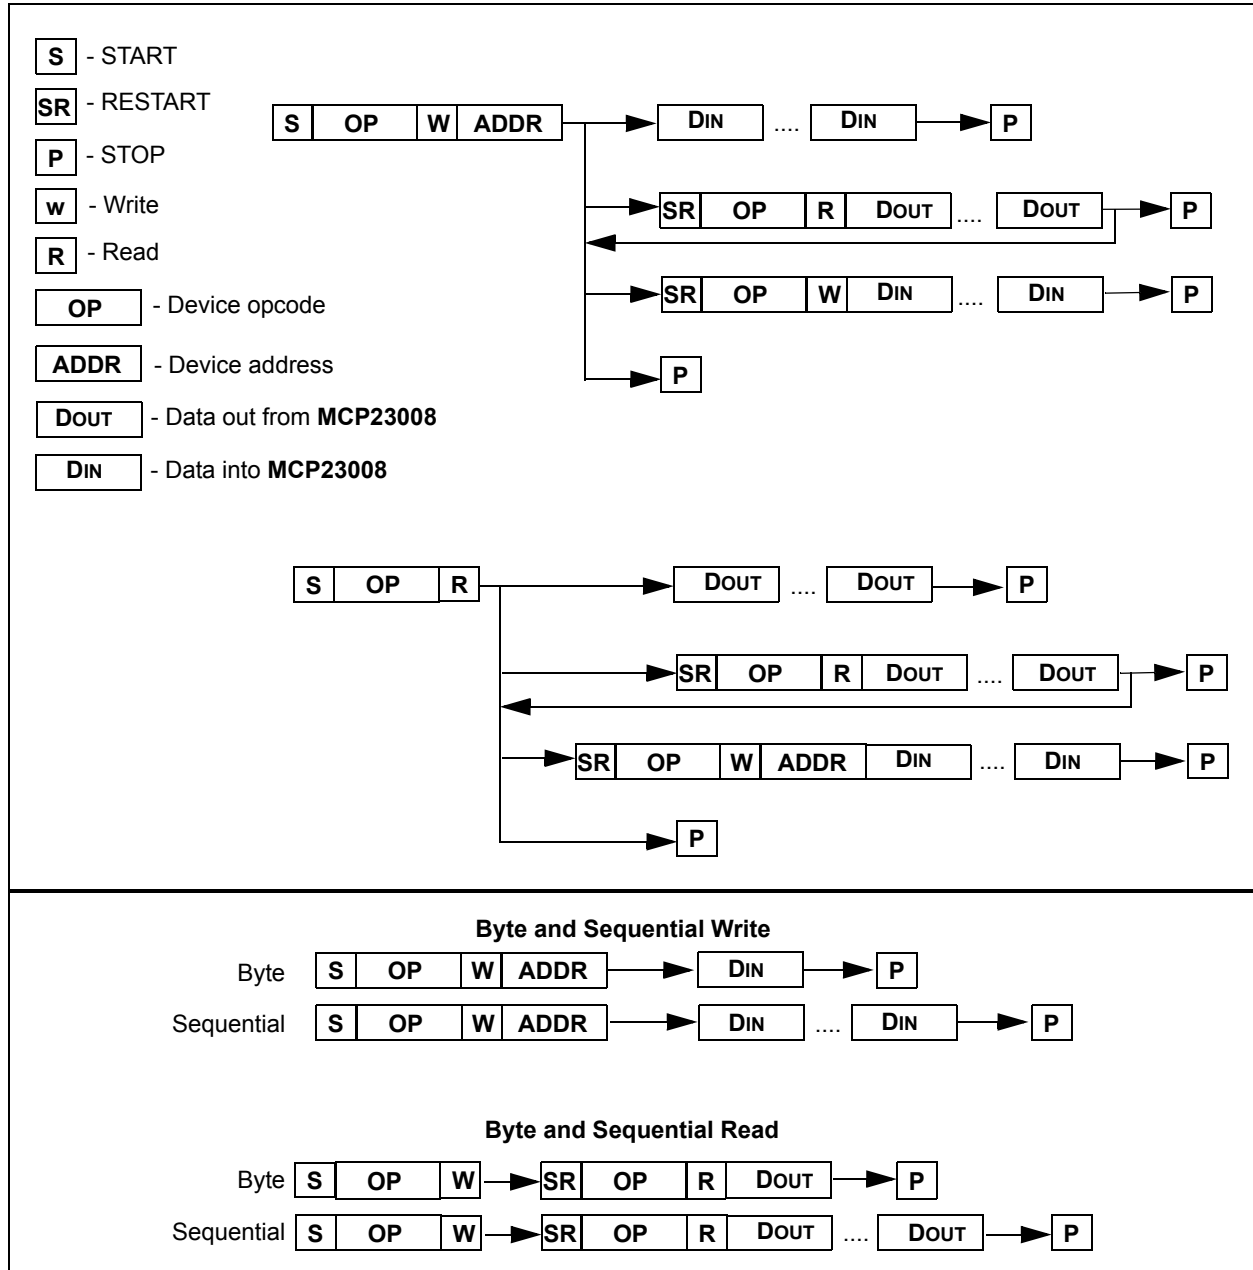 S - START
SR - RESTART
P - STOP
w - Write
R - Read
OP - Device opcode
ADDR - Device address
DOUT - Data out from MCP23008
DIN - Data into MCP23008
S OP W ADDR DIN .... DIN P
SR OP R DOUT .... DOUT P
SR OP W DIN .... DIN P
P
S OP R DOUT .... DOUT P
SR OP R DOUT .... DOUT P
SR OP W ADDR DIN .... DIN P
P
Byte and Sequential Write
Byte S OP W ADDR DIN P
Sequential S OP W ADDR DIN .... DIN P
Byte and Sequential Read
Byte S OP W SR OP R DOUT P
Sequential S OP W SR OP R DOUT .... DOUT P